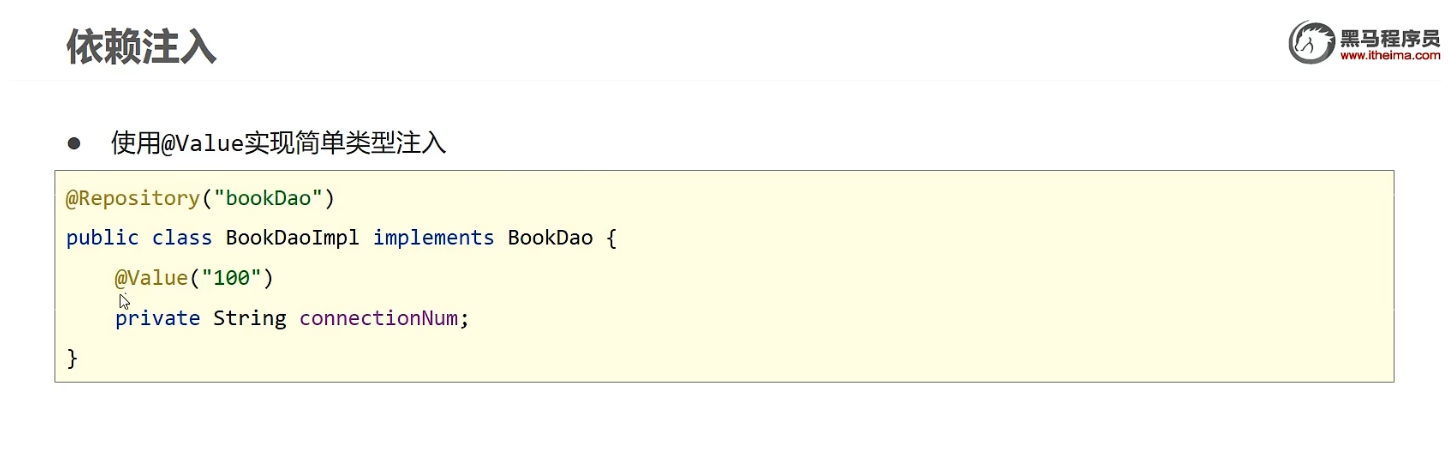 依赖注入
黑马程序员
www.itheima.com
● 使用@Value实现简单类型注入
@Repository("bookDao")
public class BookDaoImpl implements BookDao {
    @Value("100")
    private String connectionNum;
}